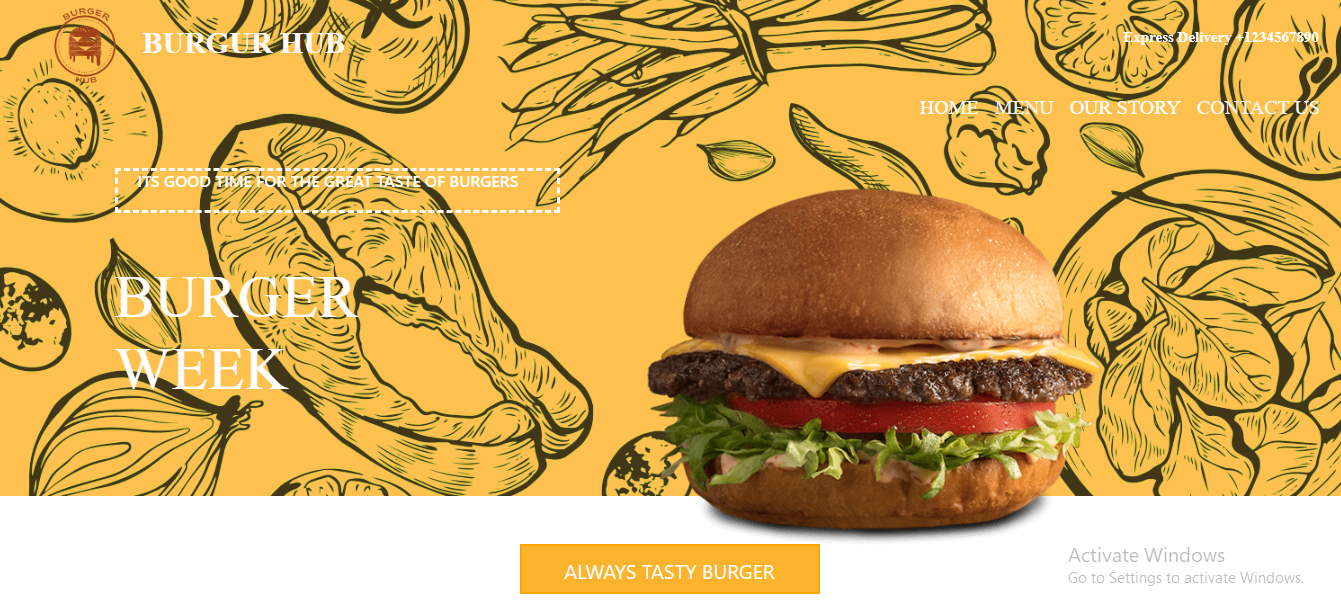 BURGER
HUB
BURGUR HUB
Express Delivery +1234567890
HOME MENU OUR STORY CONTACT US
ITS GOOD TIME FOR THE GREAT TASTE OF BURGERS
BURGER
WEEK
ALWAYS TASTY BURGER
Activate Windows
Go to Settings to activate Windows.